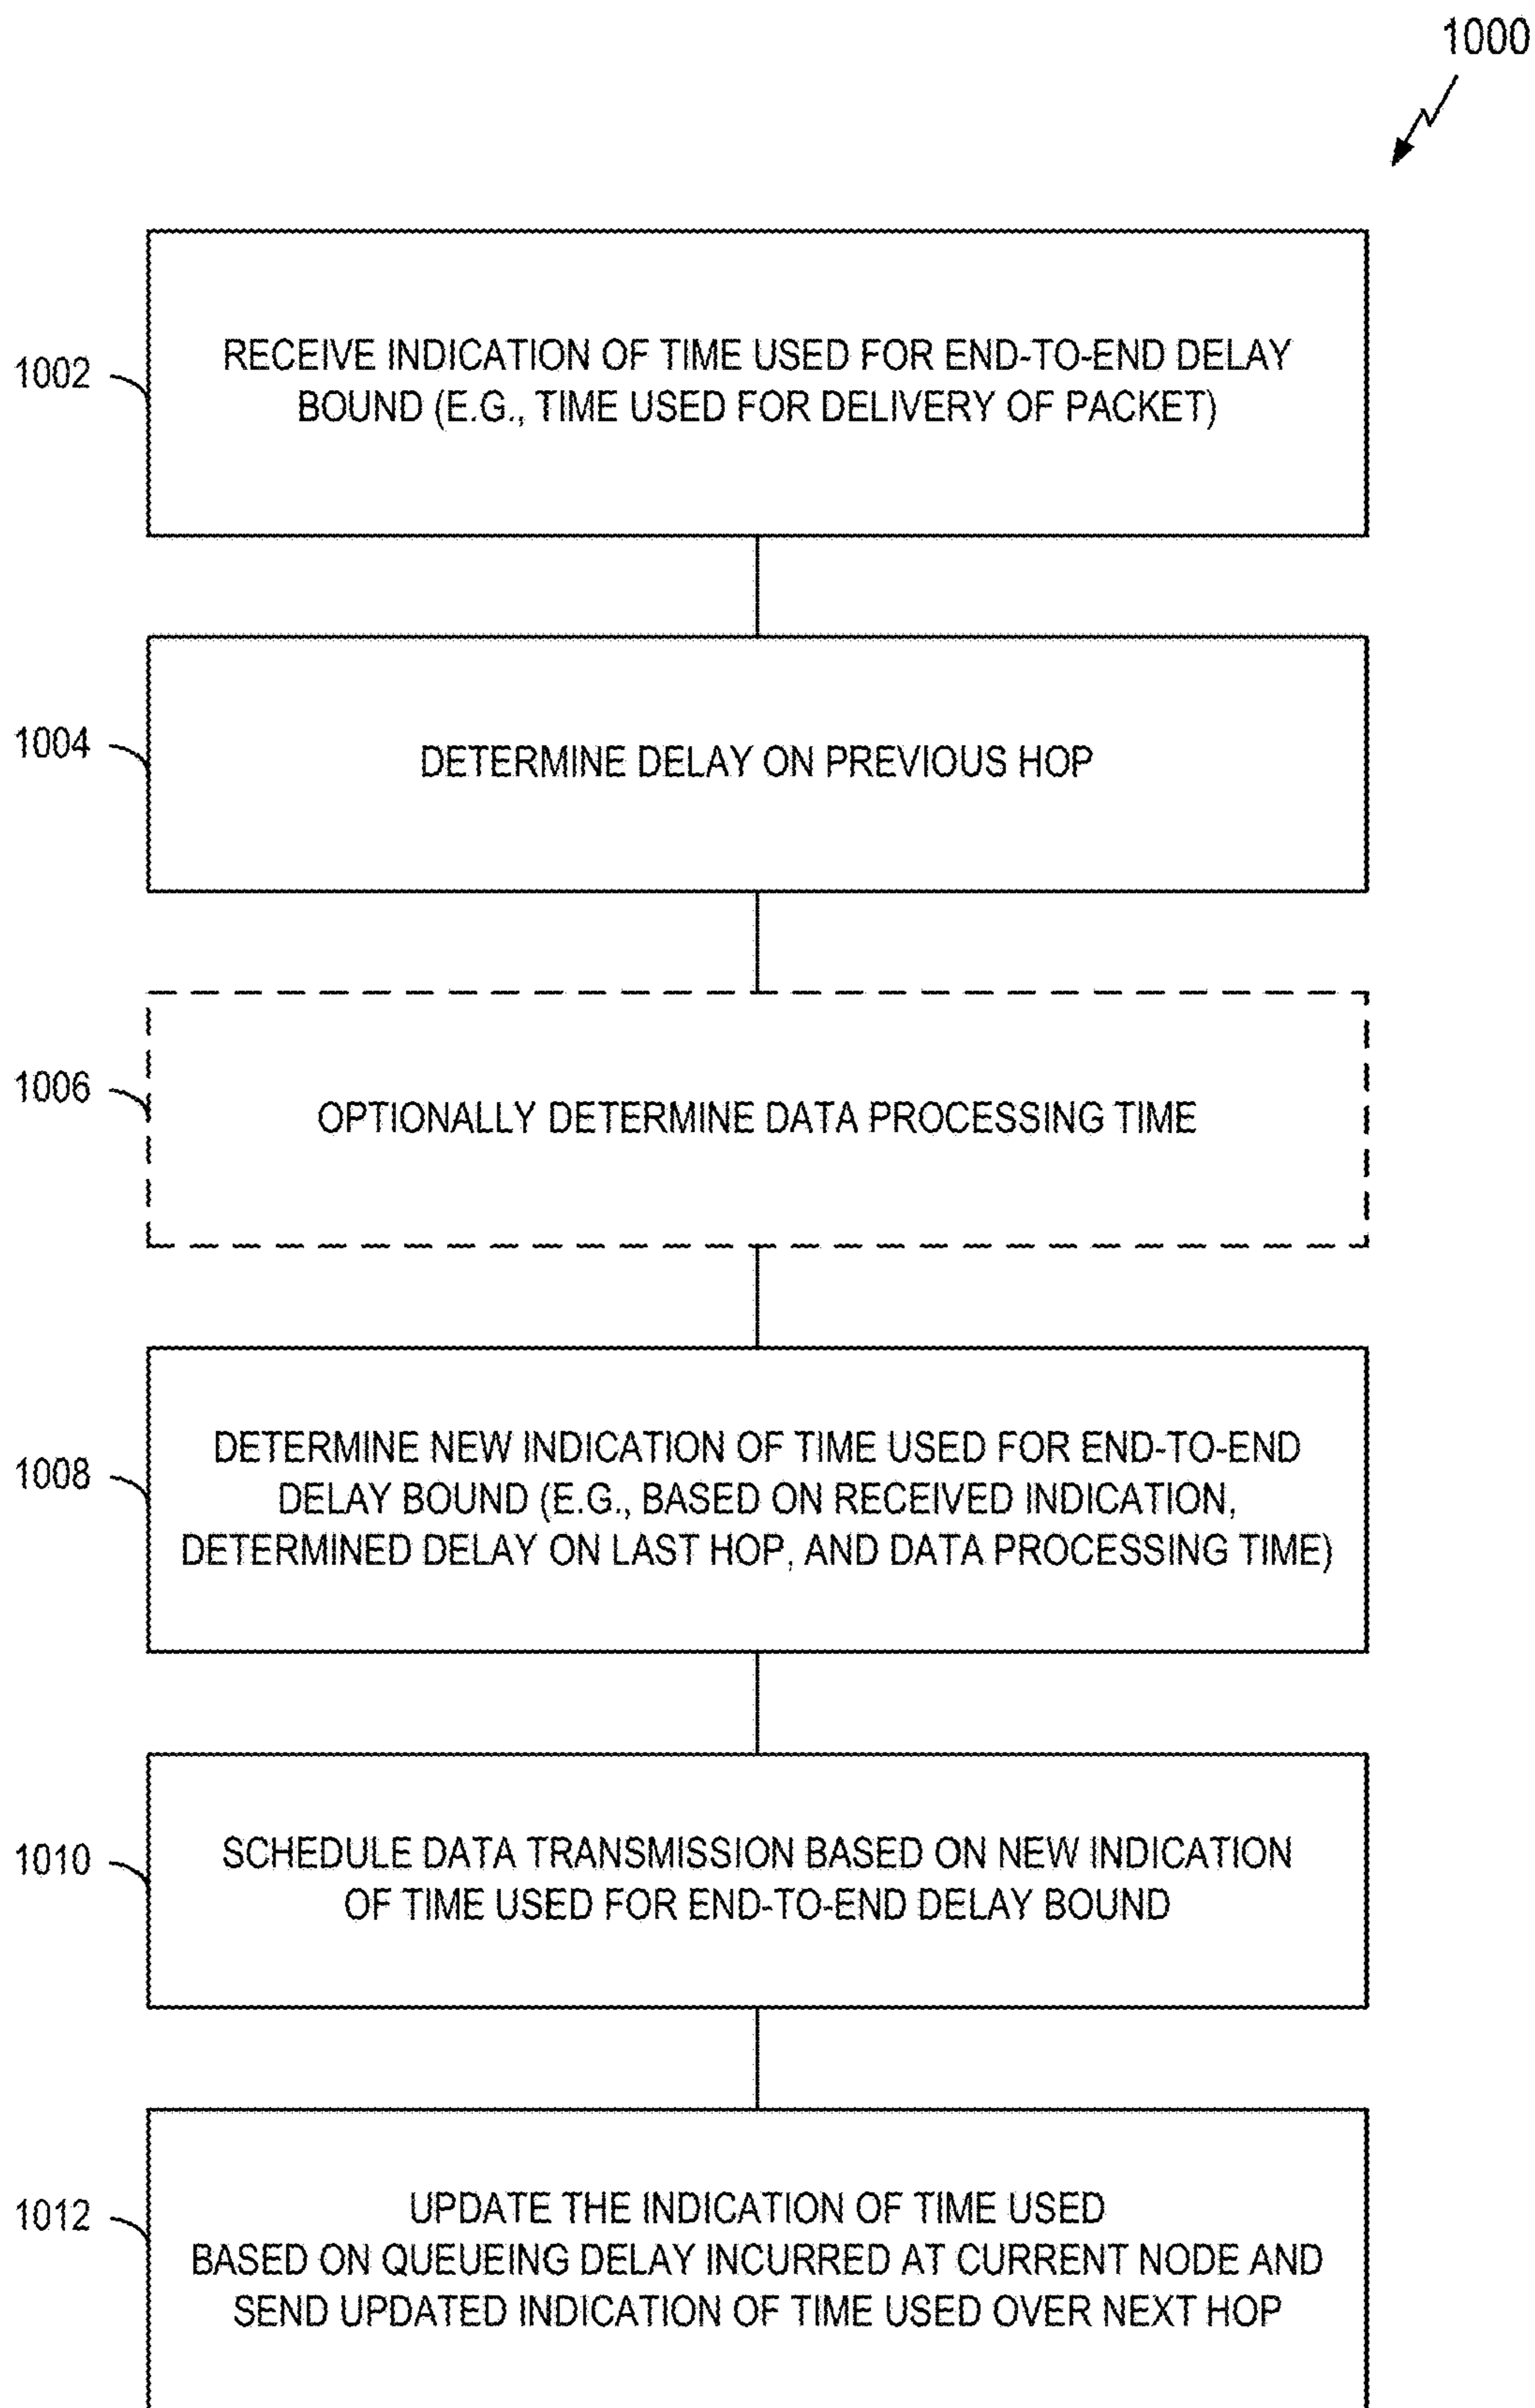 1000
1002
RECEIVE INDICATION OF TIME USED FOR END-TO-END DELAY
BOUND (E.G., TIME USED FOR DELIVERY OF PACKET)
1004
DETERMINE DELAY ON PREVIOUS HOP
1006
OPTIONALLY DETERMINE DATA PROCESSING TIME
1008
DETERMINE NEW INDICATION OF TIME USED FOR END-TO-END
DELAY BOUND (E.G., BASED ON RECEIVED INDICATION,
DETERMINED DELAY ON LAST HOP, AND DATA PROCESSING TIME)
1010
SCHEDULE DATA TRANSMISSION BASED ON NEW INDICATION
OF TIME USED FOR END-TO-END DELAY BOUND
1012
UPDATE THE INDICATION OF TIME USED
BASED ON QUEUEING DELAY INCURRED AT CURRENT NODE AND
SEND UPDATED INDICATION OF TIME USED OVER NEXT HOP